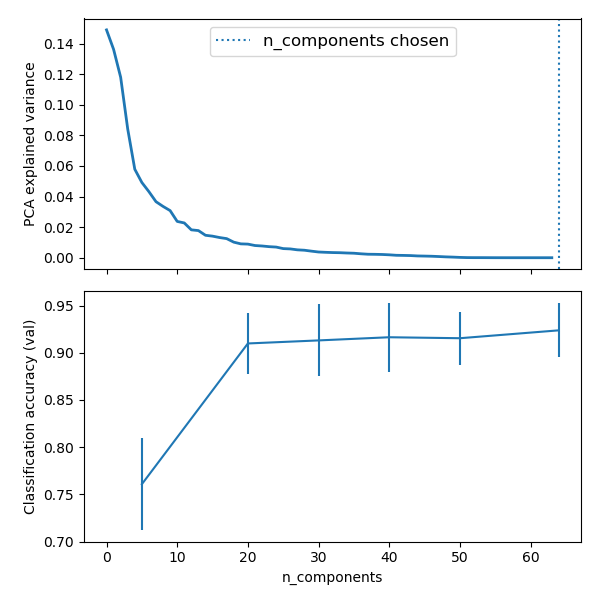 n_components chosen
PCA explained variance
0.14
0.12
0.10
0.08
0.06
0.04
0.02
0.00
Classification accuracy (val)
0.95
0.90
0.85
0.80
0.75
0.70
0 10 20 30 40 50 60
n_components